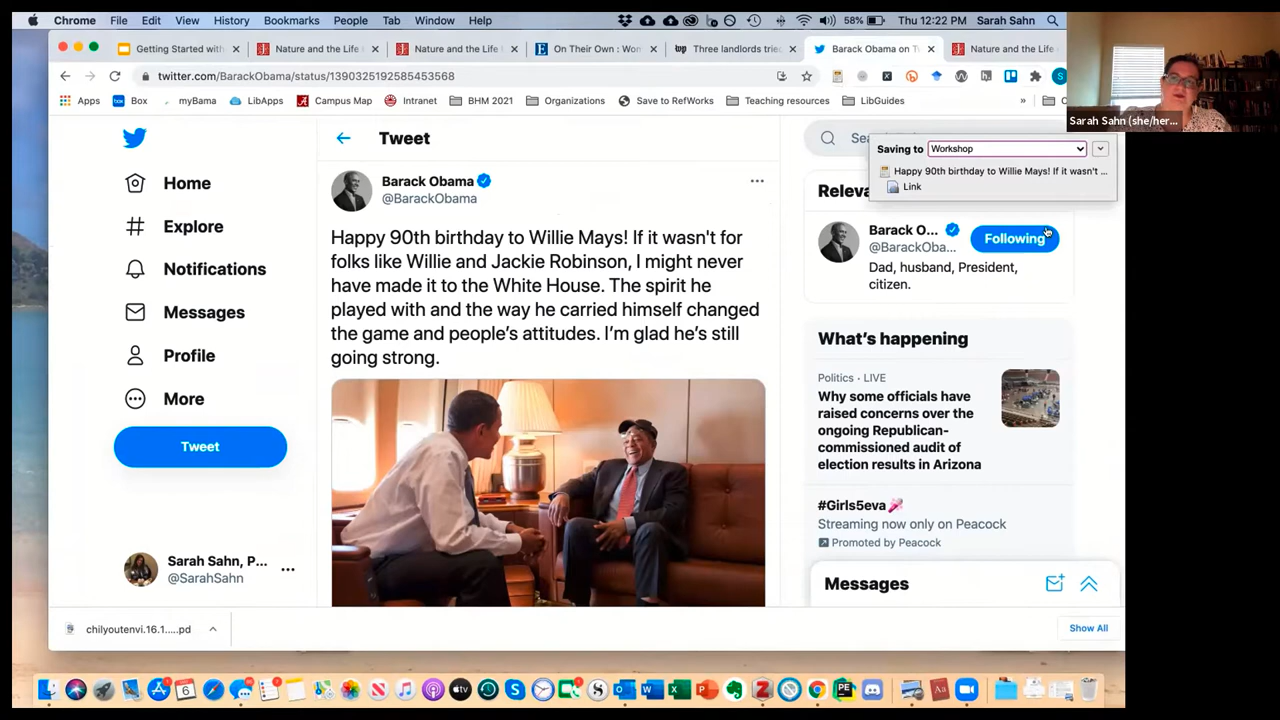 Chrome File Edit View History Bookmarks People Tab Window Help 58% Thu 12:22 PM Sarah Sahn
Getting Started with Nature and the Life Nature and the Life On Their Own : Wom Three landlords tried Barack Obama on T Nature and the Life
twitter.com/BarackObama/status/
Apps Box myBama LibApps Campus Map Intranet BHM 2021 Organizations Save to RefWorks Teaching resources LibGuides »
Sarah Sahn (she/her...
Saving to Workshop
Happy 90th birthday to Willie Mays! If it wasn't ...
Link
Home
Explore
Notifications
Messages
Profile
More
Tweet
Sarah Sahn, P...
@SarahSahn
Tweet
Barack Obama
@BarackObama
Happy 90th birthday to Willie Mays! If it wasn't for
folks like Willie and Jackie Robinson, I might never
have made it to the White House. The spirit he
played with and the way he carried himself changed
the game and people's attitudes. I'm glad he's still
going strong.
Sea
Releva
Barack O...
@BarackOba...
Following
Dad, husband, President,
citizen.
What's happening
Politics · LIVE
Why some officials have
raised concerns over the
ongoing Republican-
commissioned audit of
election results in Arizona
#Girls5eva
Streaming now only on Peacock
Promoted by Peacock
Messages
chilyoutenvi.16.1.....pd
Show All